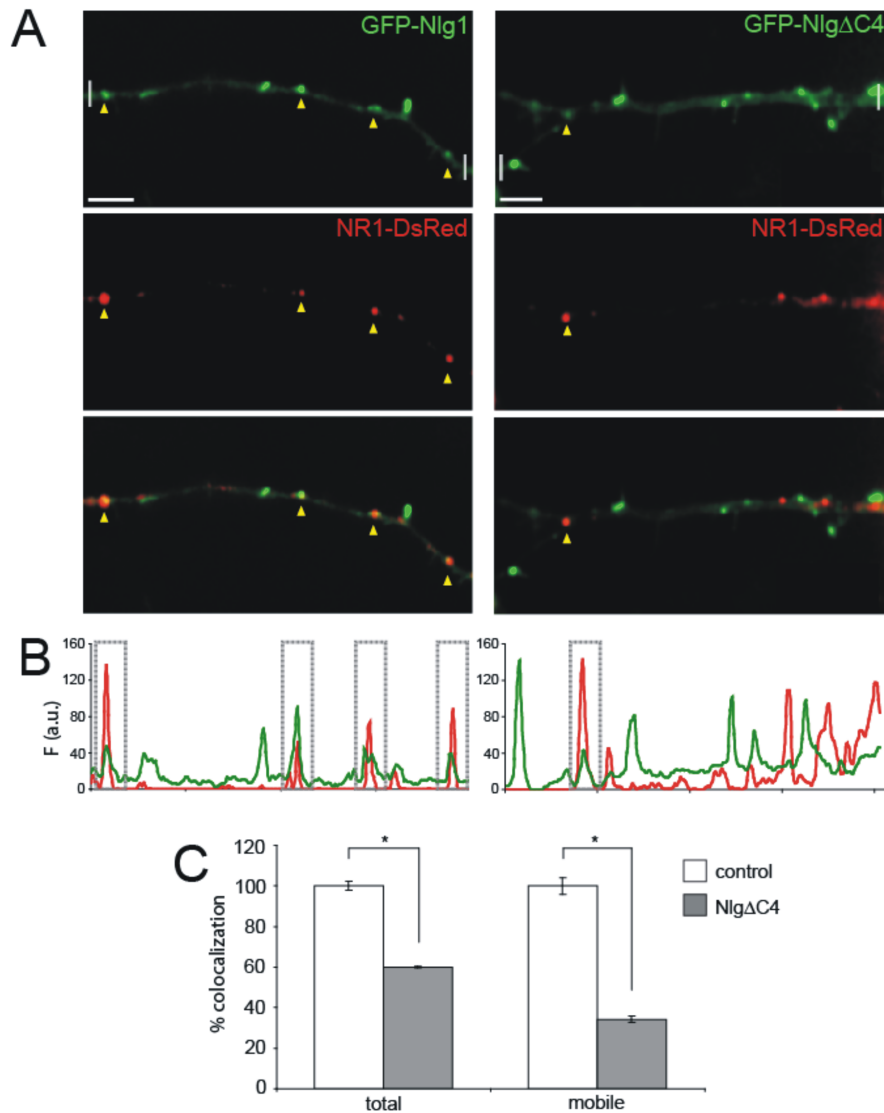 A
GFP-Nlg1
GFP-NlgΔC4
NR1-DsRed
NR1-DsRed
B
F (a.u.)
160
120
80
40
0
160
120
80
40
0
C
% colocalization
120
100
80
60
40
20
0
*
*
control
NlgΔC4
total
mobile